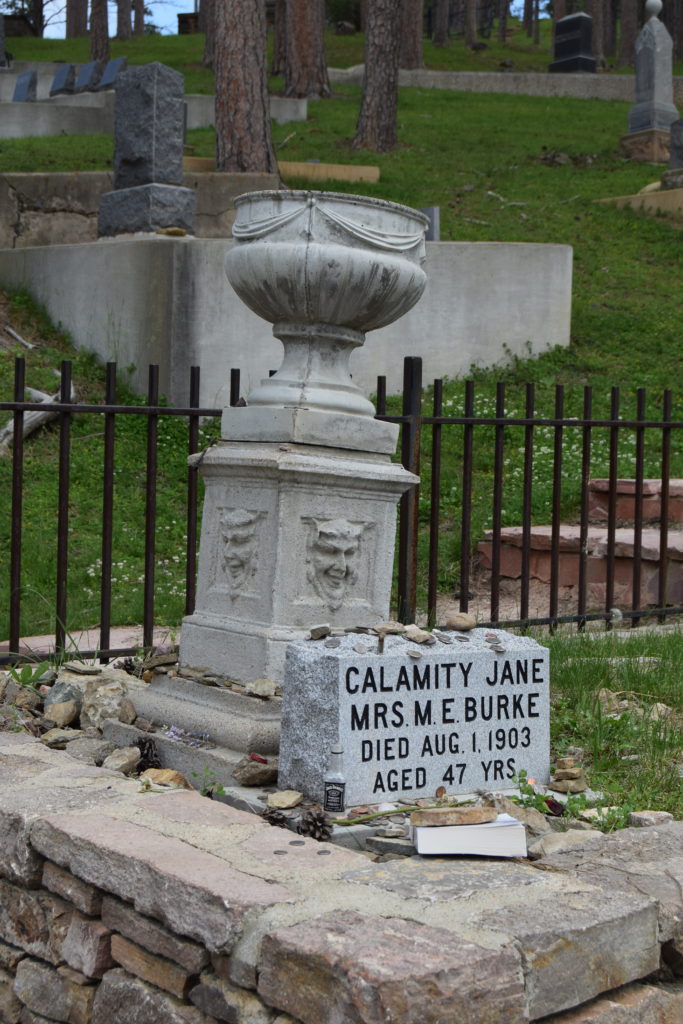 CALAMITY JANE
MRS. M. E. BURKE
DIED AUG. 1, 1903
AGED 47 YRS.